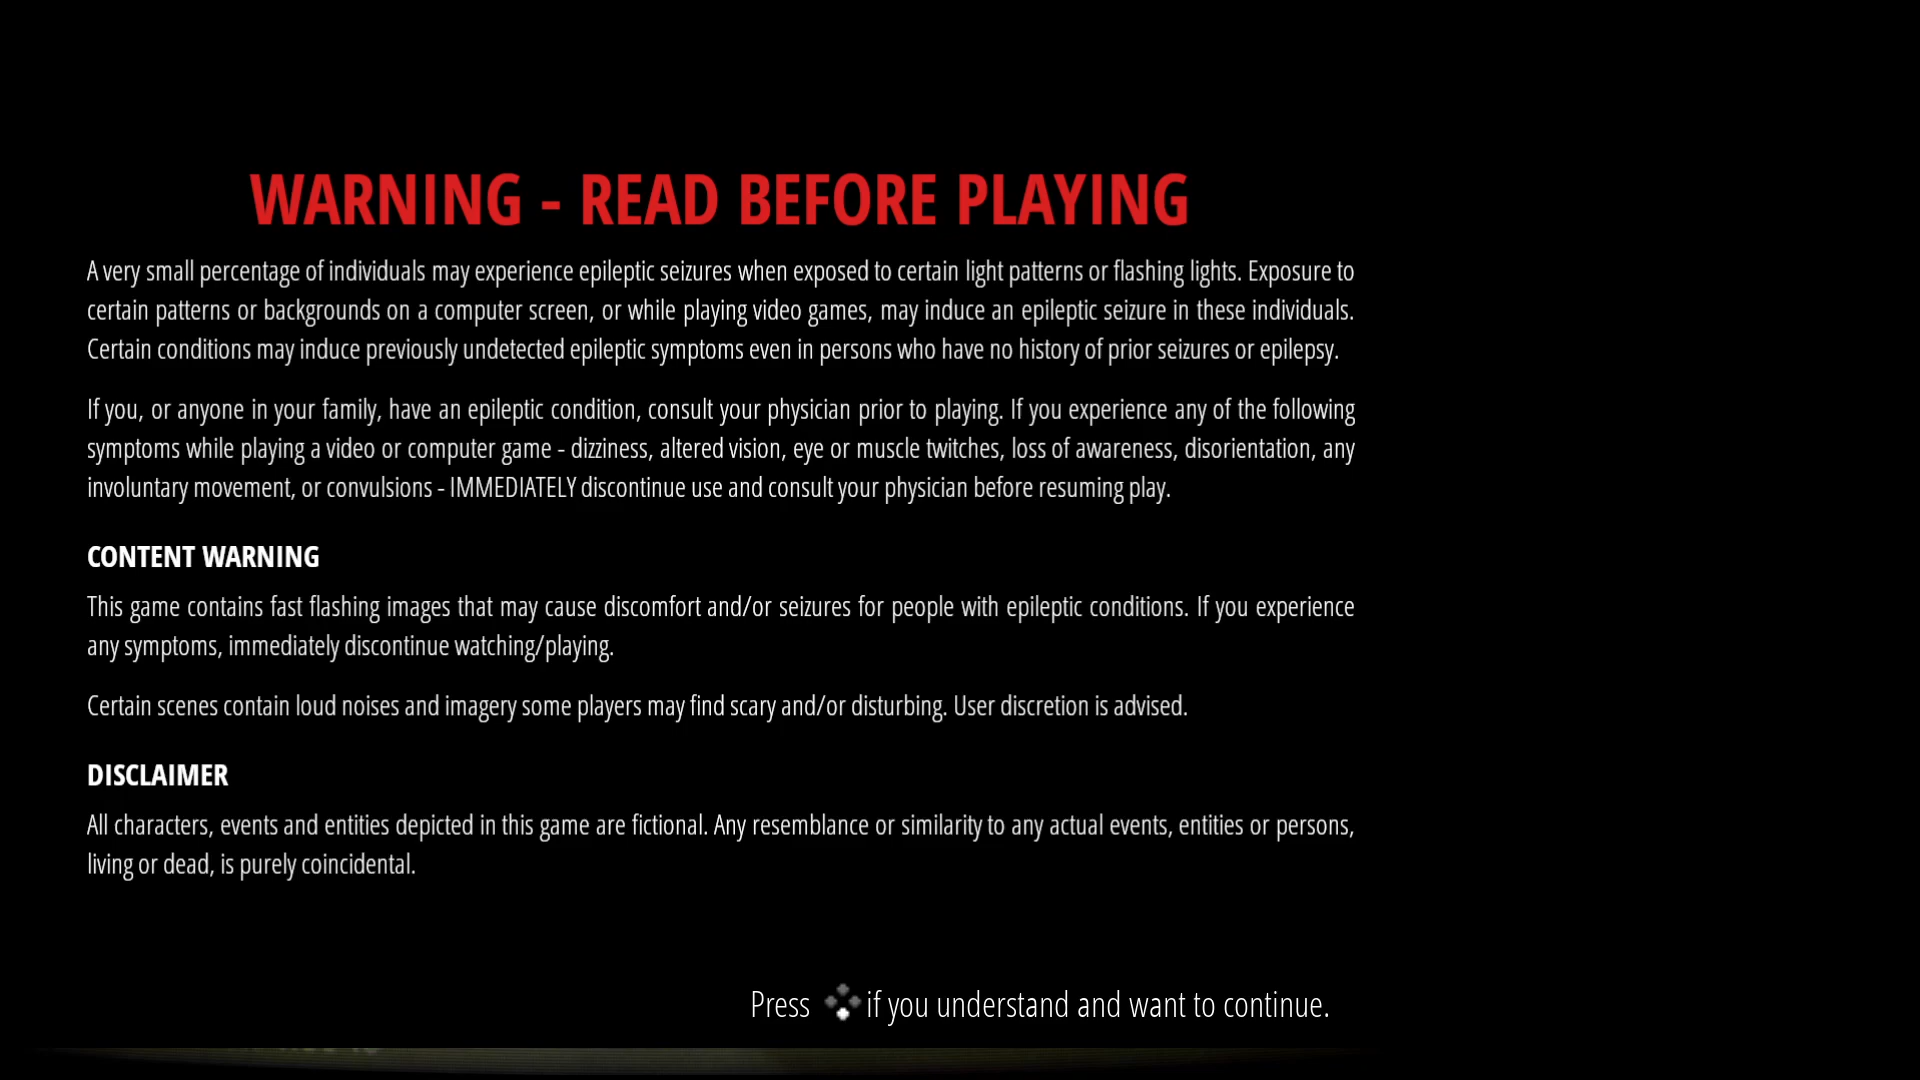 WARNING - READ BEFORE PLAYING
A very small percentage of individuals may experience epileptic seizures when exposed to certain light patterns or flashing lights. Exposure to
certain patterns or backgrounds on a computer screen, or while playing video games, may induce an epileptic seizure in these individuals.
Certain conditions may induce previously undetected epileptic symptoms even in persons who have no history of prior seizures or epilepsy.
If you, or anyone in your family, have an epileptic condition, consult your physician prior to playing. If you experience any of the following
symptoms while playing a video or computer game - dizziness, altered vision, eye or muscle twitches, loss of awareness, disorientation, any
involuntary movement, or convulsions - IMMEDIATELY discontinue use and consult your physician before resuming play.
CONTENT WARNING
This game contains fast flashing images that may cause discomfort and/or seizures for people with epileptic conditions. If you experience
any symptoms, immediately discontinue watching/playing.
Certain scenes contain loud noises and imagery some players may find scary and/or disturbing. User discretion is advised.
DISCLAIMER
All characters, events and entities depicted in this game are fictional. Any resemblance or similarity to any actual events, entities or persons,
living or dead, is purely coincidental.
Press if you understand and want to continue.